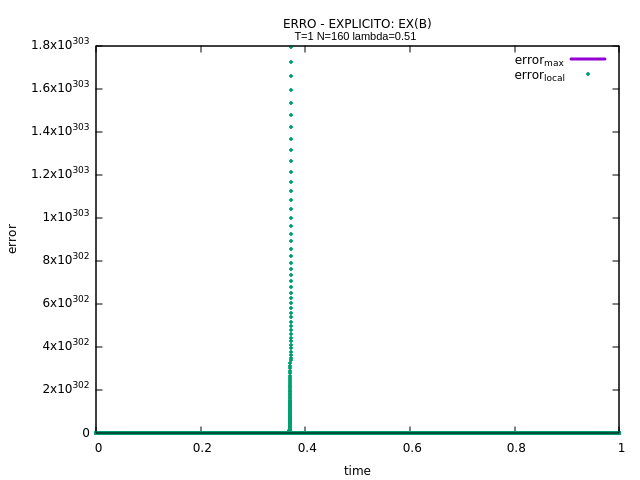 ERRO - EXPLICITO: EX(B)
T=1 N=160 lambda=0.51
error_max
error_local
1.8x10^303
1.6x10^303
1.4x10^303
1.2x10^303
1x10^303
8x10^302
6x10^302
4x10^302
2x10^302
0
error
0 0.2 0.4 0.6 0.8 1
time